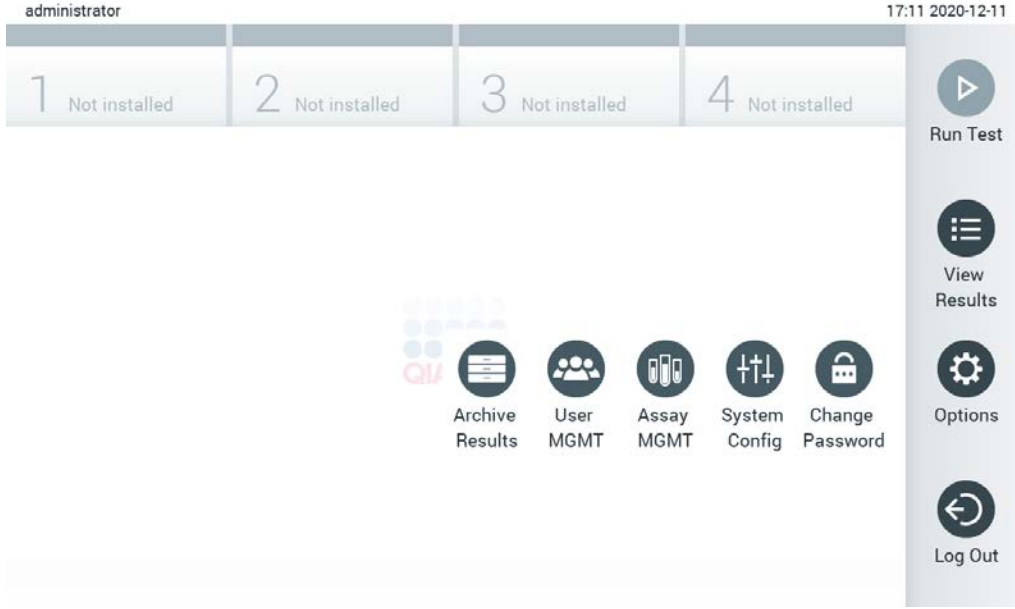 administrator
17:11 2020-12-11
1 Not installed
2 Not installed
3 Not installed
4 Not installed
Run Test
View
Results
Archive
Results
User
MGMT
Assay
MGMT
System
Config
Change
Password
Options
Log Out